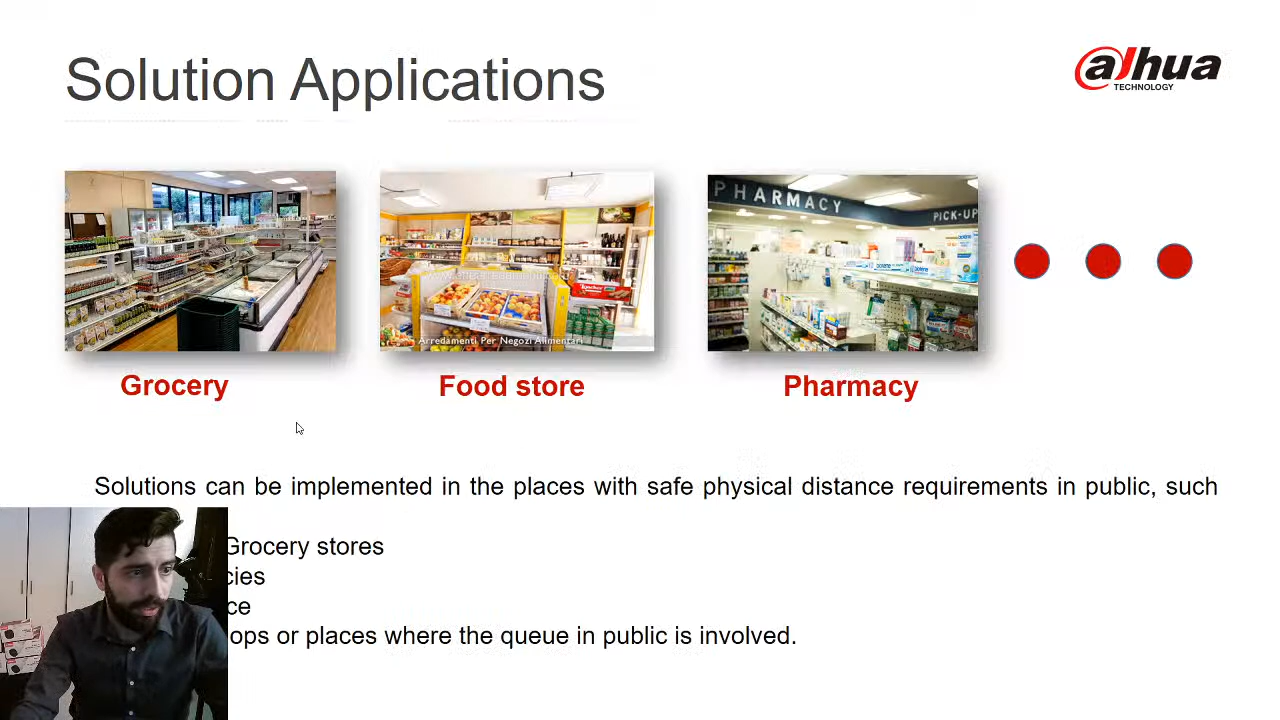 Solution Applications
alhua
TECHNOLOGY
PHARMACY
PICK-UP
Arredamenti Per Negozi Alimentari
Grocery
Food store
Pharmacy
Solutions can be implemented in the places with safe physical distance requirements in public, such
Grocery stores
cies
ce
ops or places where the queue in public is involved.